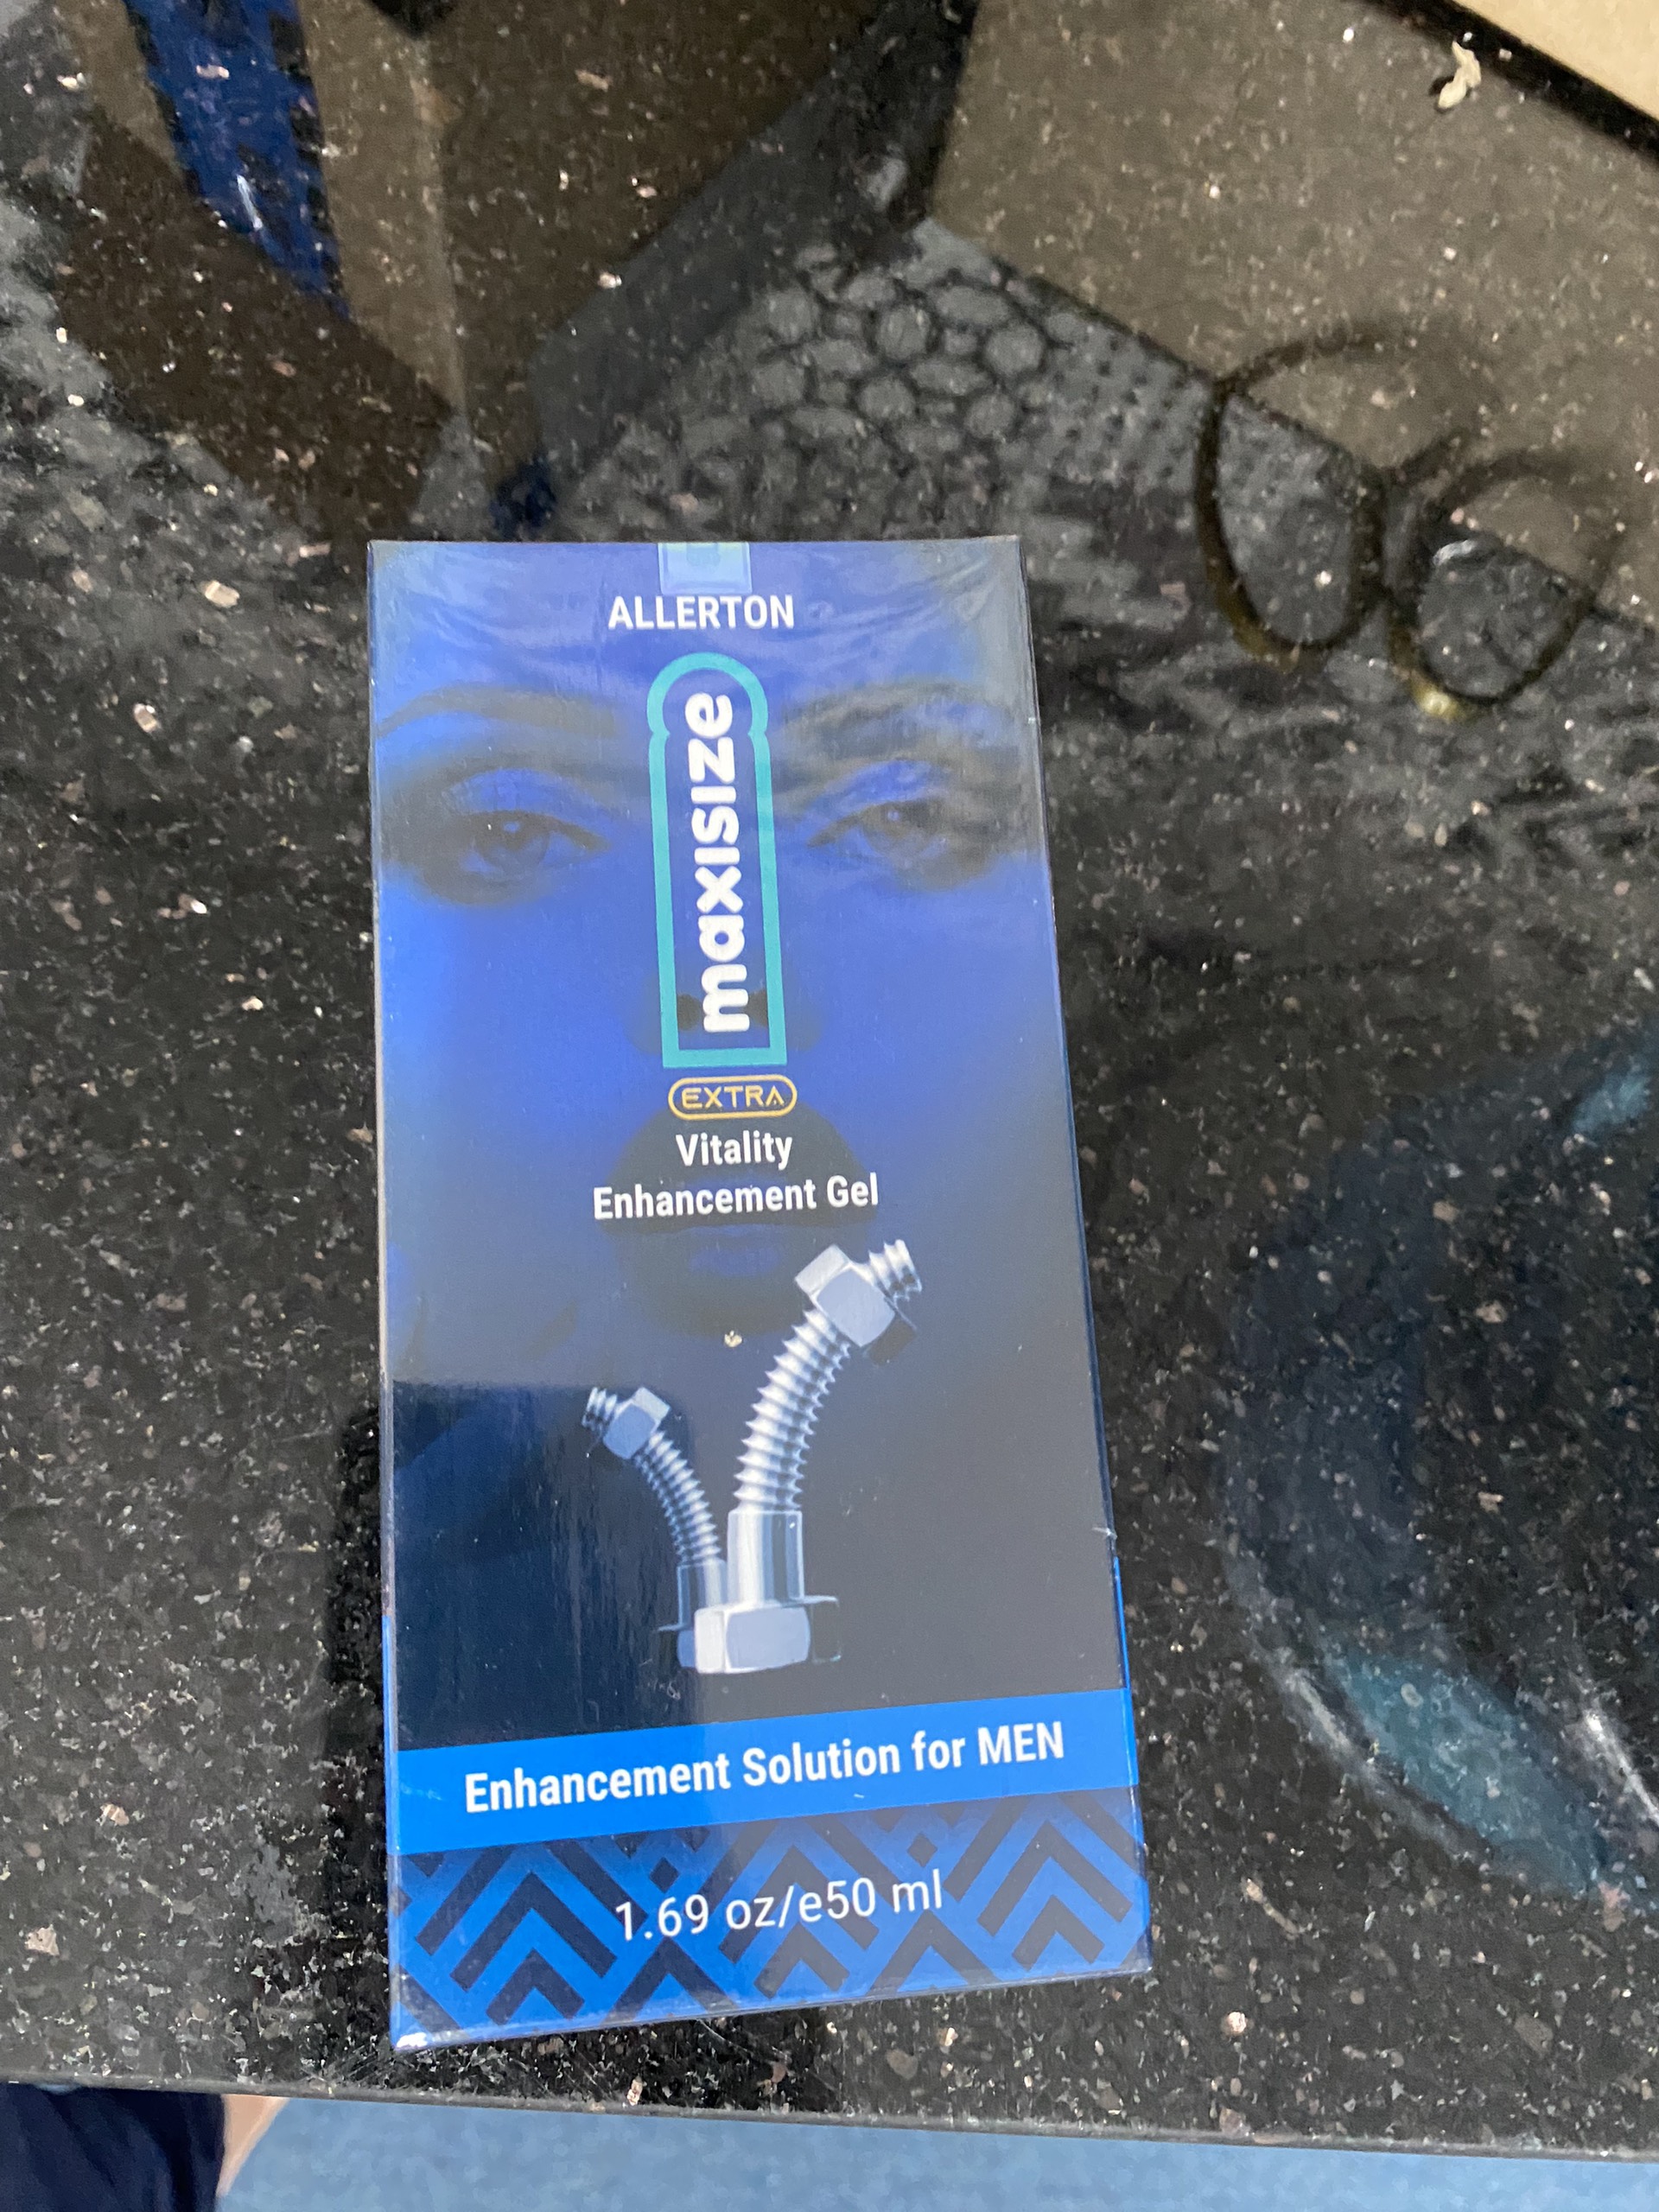 ALLERTON
maxisize
EXTRA
Vitality
Enhancement Gel
Enhancement Solution for MEN
1.69 oz/e50 ml